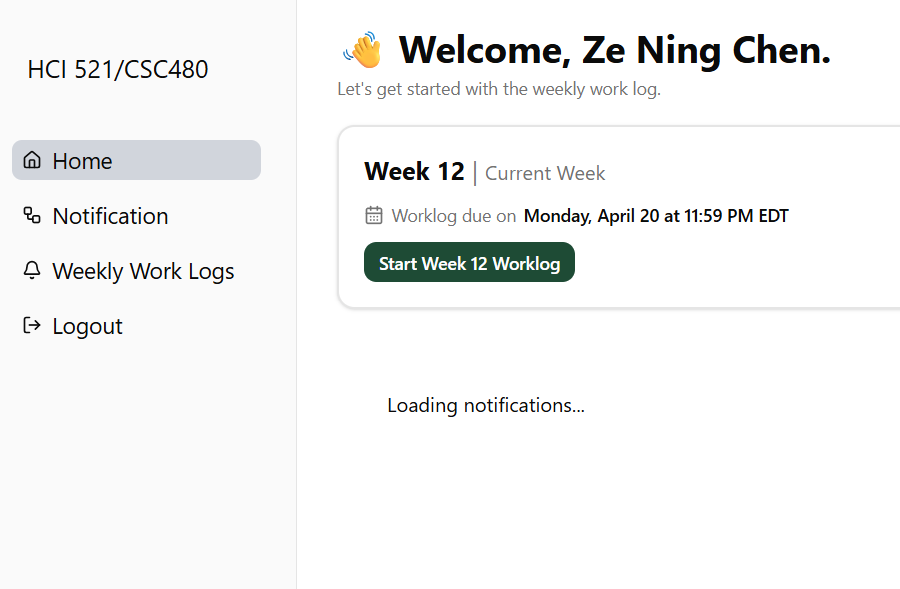 HCI 521/CSC480
Home
Notification
Weekly Work Logs
Logout
👋 Welcome, Ze Ning Chen.
Let's get started with the weekly work log.
Week 12 | Current Week
Worklog due on Monday, April 20 at 11:59 PM EDT
Start Week 12 Worklog
Loading notifications...